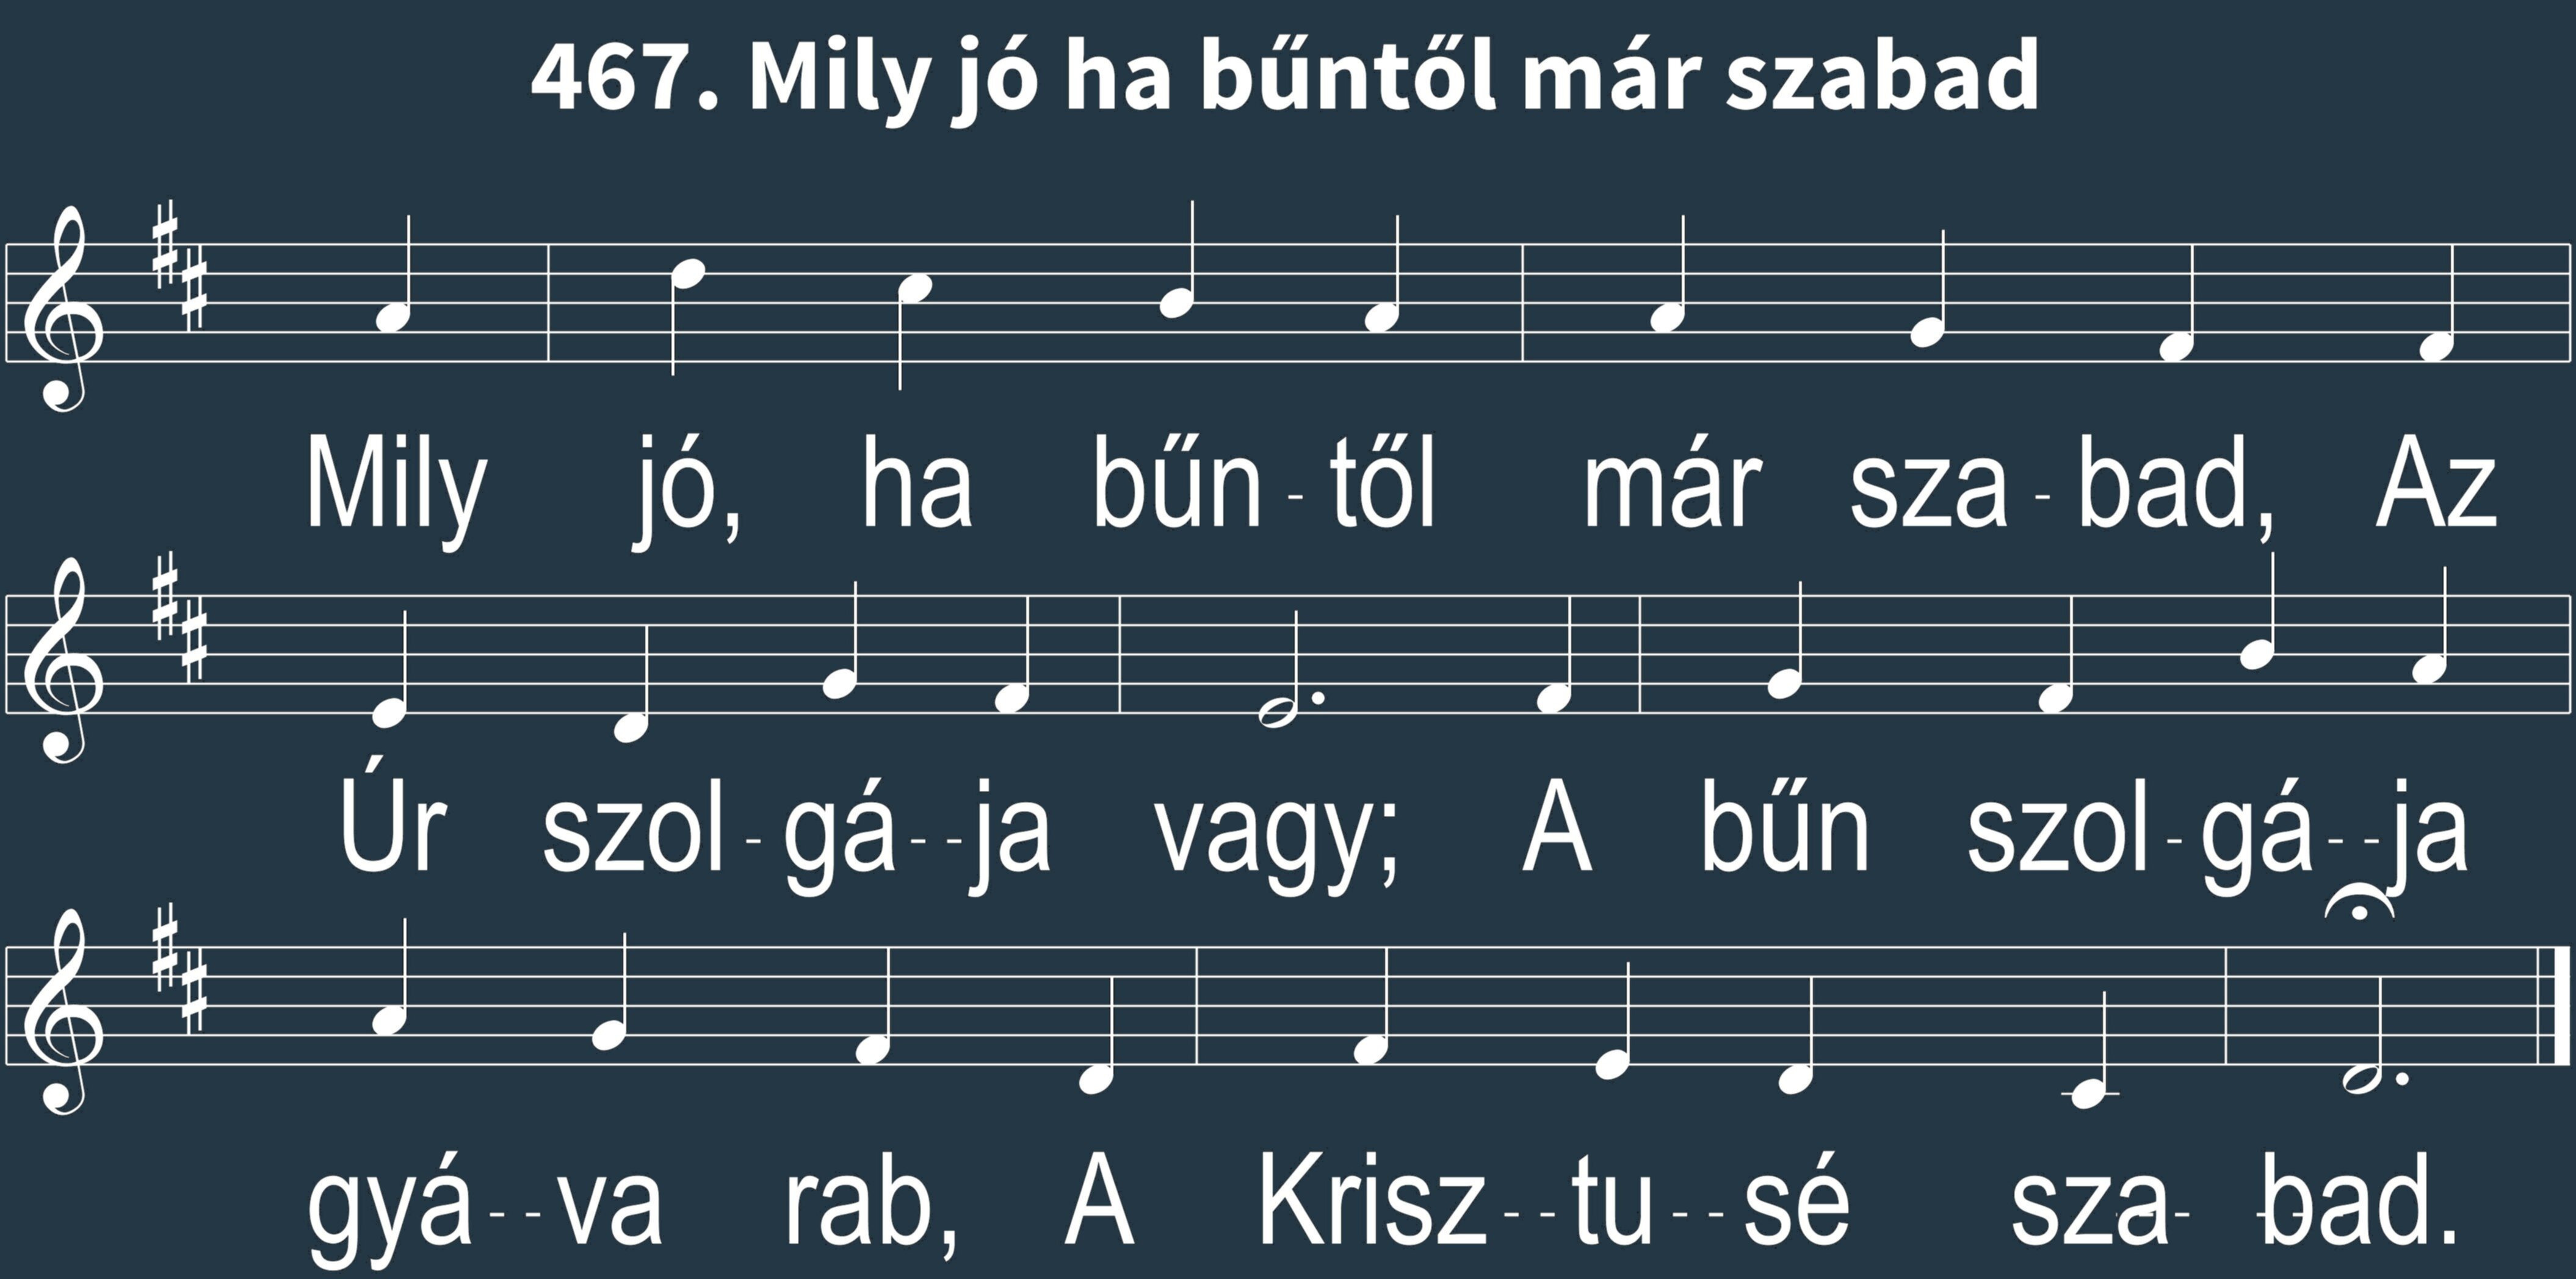 467. Mily jó ha bűntől már szabad
Mily jó, ha bűn - től már sza - bad, Az
Úr szol - gá - - ja vagy; A bűn szol - gá - - ja
gyá - - va rab, A Krisz - - tu - - sé sza - - bad.